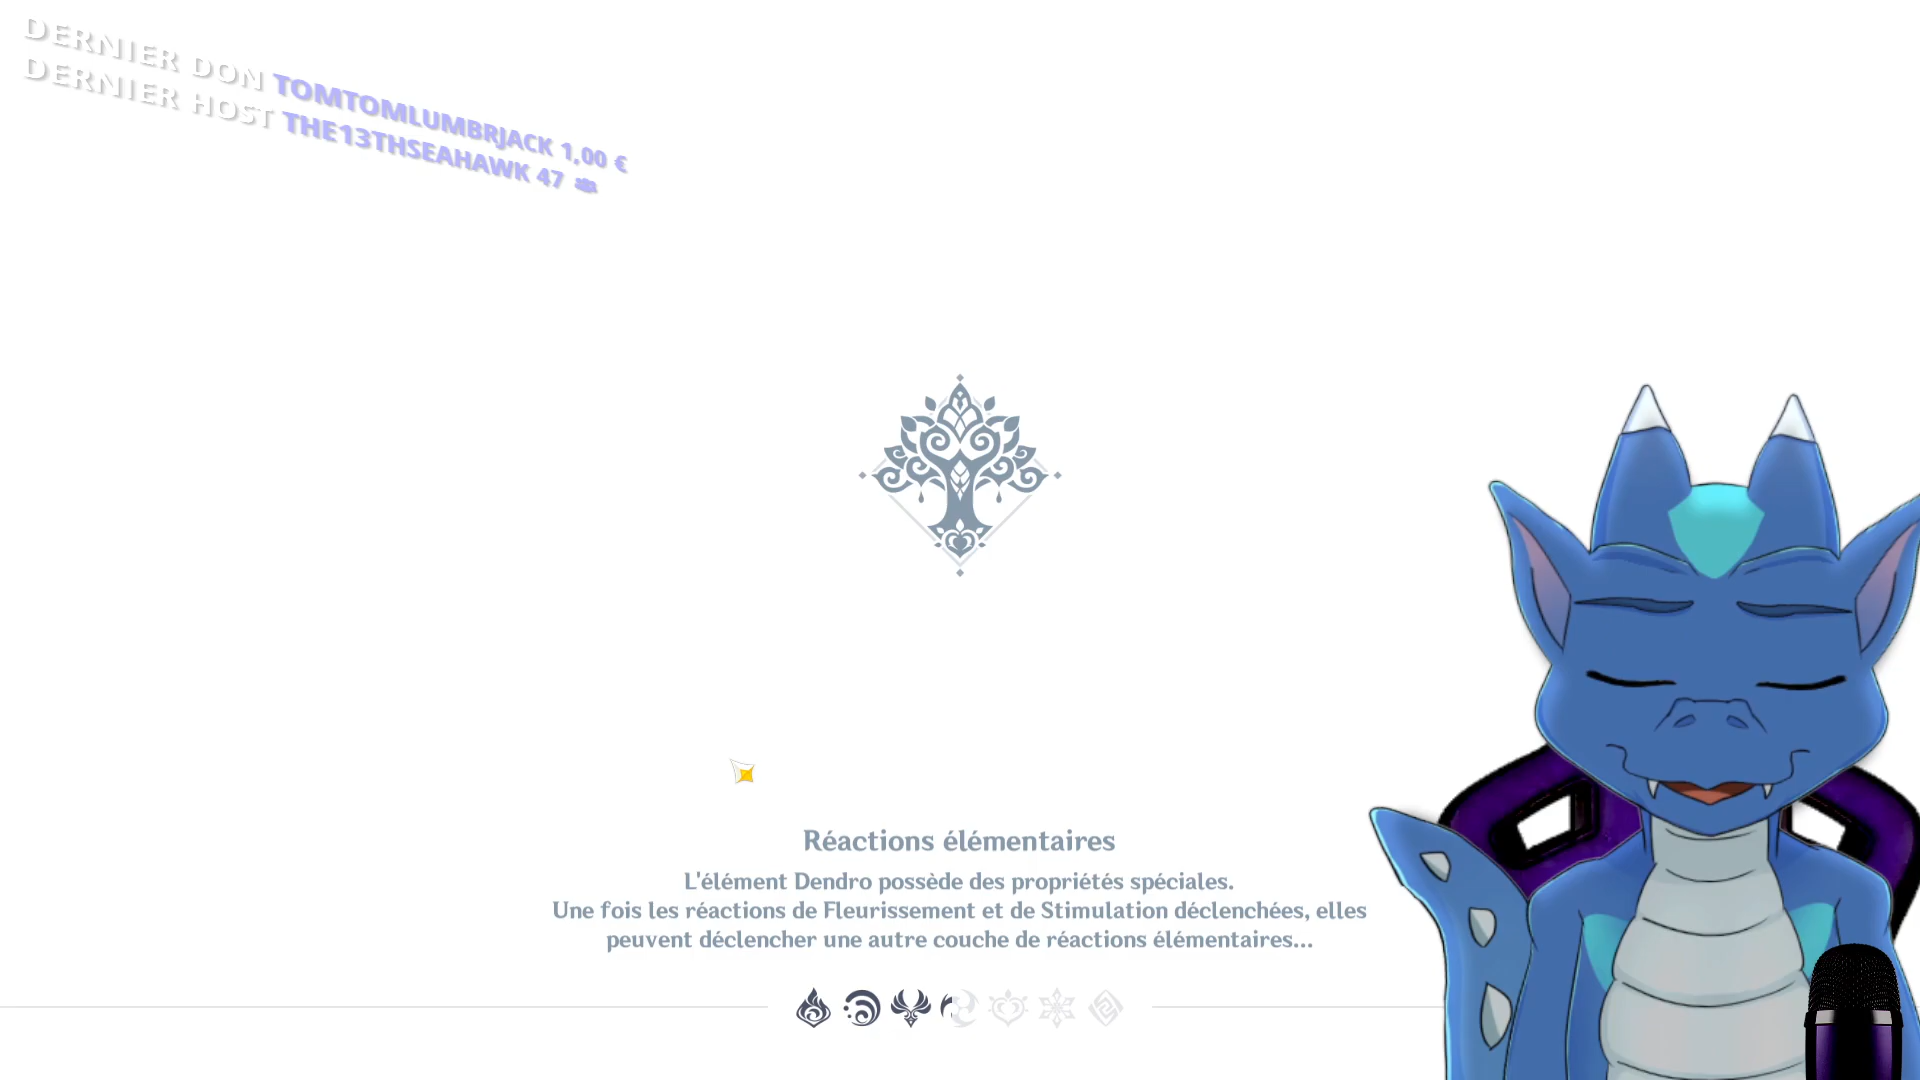 DERNIER DON TOMTOMLUMBRJACK 1,00 €
DERNIER HOST THE13THSEAHAWK 47
Réactions élémentaires
L'élément Dendro possède des propriétés spéciales.
Une fois les réactions de Fleurissement et de Stimulation déclenchées, elles
peuvent déclencher une autre couche de réactions élémentaires...